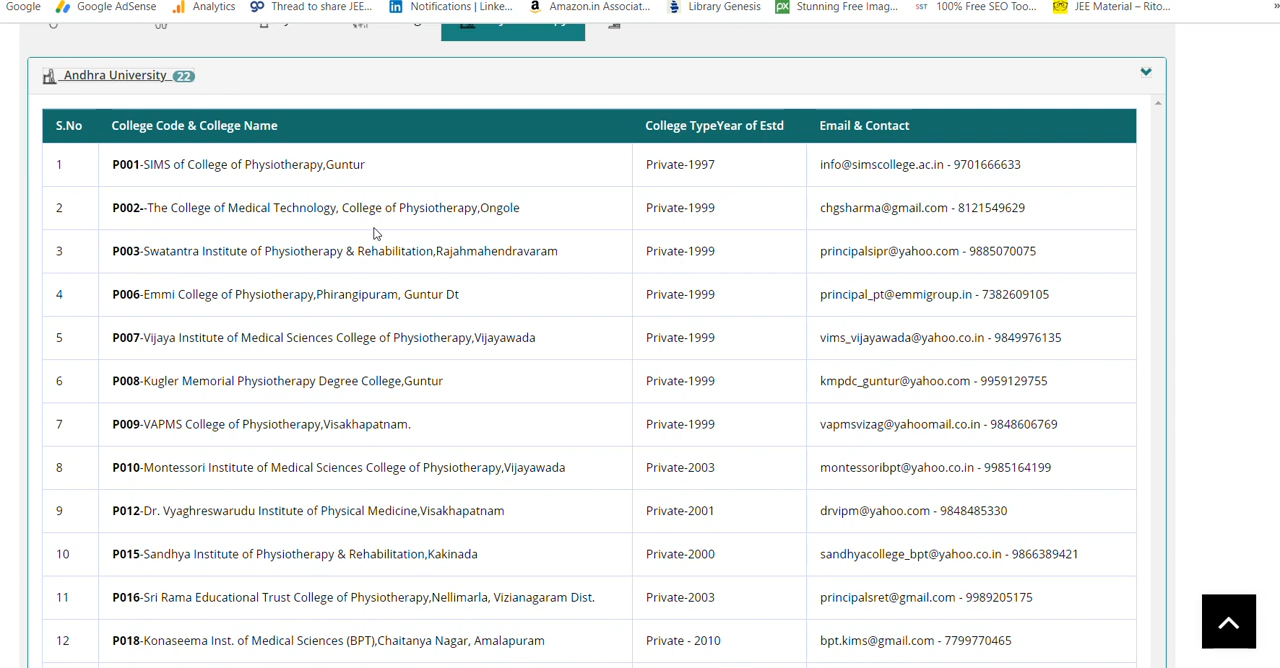 Google Google AdSense Analytics Thread to share JEE... Notifications | Linke... Amazon.in Associat... Library Genesis Stunning Free Imag... SST 100% Free SEO Too... JEE Material – Rito... »
Andhra University 22
S.No College Code & College Name College TypeYear of Estd Email & Contact
1 P001-SIMS of College of Physiotherapy,Guntur Private-1997 info@simscollege.ac.in - 9701666633
2 P002--The College of Medical Technology, College of Physiotherapy,Ongole Private-1999 chgsharma@gmail.com - 8121549629
3 P003-Swatantra Institute of Physiotherapy & Rehabilitation,Rajahmahendravaram Private-1999 principalsipr@yahoo.com - 9885070075
4 P006-Emmi College of Physiotherapy,Phirangipuram, Guntur Dt Private-1999 principal_pt@emmigroup.in - 7382609105
5 P007-Vijaya Institute of Medical Sciences College of Physiotherapy,Vijayawada Private-1999 vims_vijayawada@yahoo.co.in - 9849976135
6 P008-Kugler Memorial Physiotherapy Degree College,Guntur Private-1999 kmpdc_guntur@yahoo.com - 9959129755
7 P009-VAPMS College of Physiotherapy,Visakhapatnam. Private-1999 vapmsvizag@yahoomail.co.in - 9848606769
8 P010-Montessori Institute of Medical Sciences College of Physiotherapy,Vijayawada Private-2003 montessoribpt@yahoo.co.in - 9985164199
9 P012-Dr. Vyaghreswarudu Institute of Physical Medicine,Visakhapatnam Private-2001 drvipm@yahoo.com - 9848485330
10 P015-Sandhya Institute of Physiotherapy & Rehabilitation,Kakinada Private-2000 sandhyacollege_bpt@yahoo.co.in - 9866389421
11 P016-Sri Rama Educational Trust College of Physiotherapy,Nellimarla, Vizianagaram Dist. Private-2003 principalsret@gmail.com - 9989205175
12 P018-Konaseema Inst. of Medical Sciences (BPT),Chaitanya Nagar, Amalapuram Private - 2010 bpt.kims@gmail.com - 7799770465